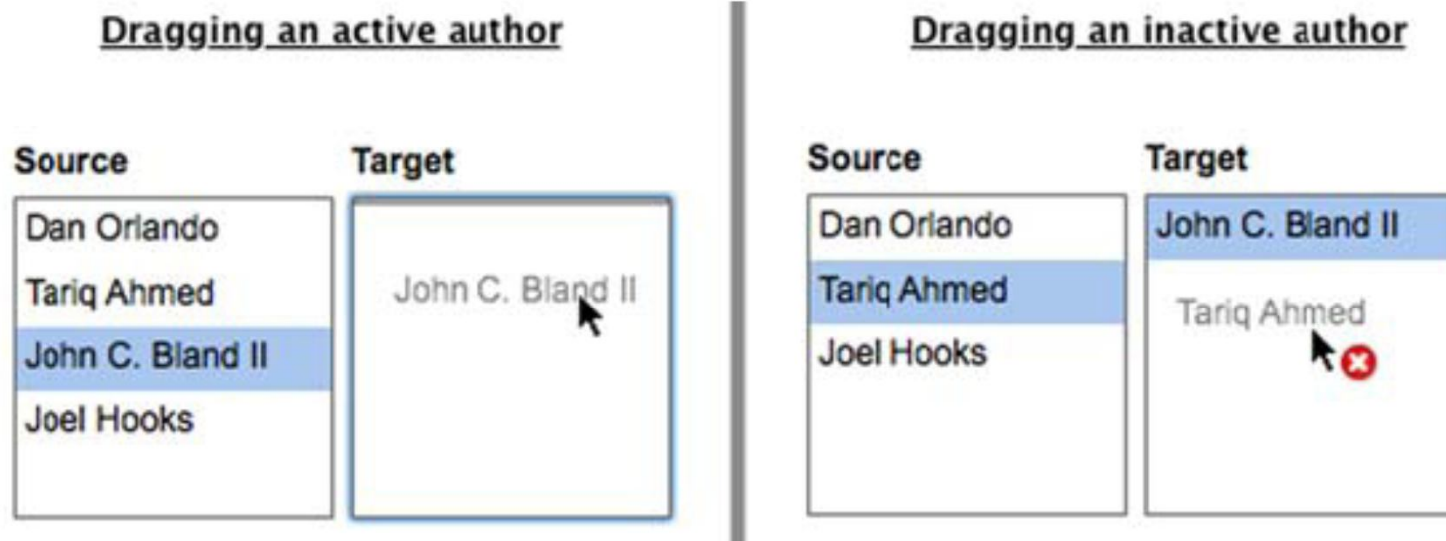 Dragging an active author
Source
Target
Dan Orlando
Tariq Ahmed
John C. Bland II
Joel Hooks
John C. Bland II
Dragging an inactive author
Source
Target
Dan Orlando
Tariq Ahmed
Joel Hooks
John C. Bland II
Tariq Ahmed